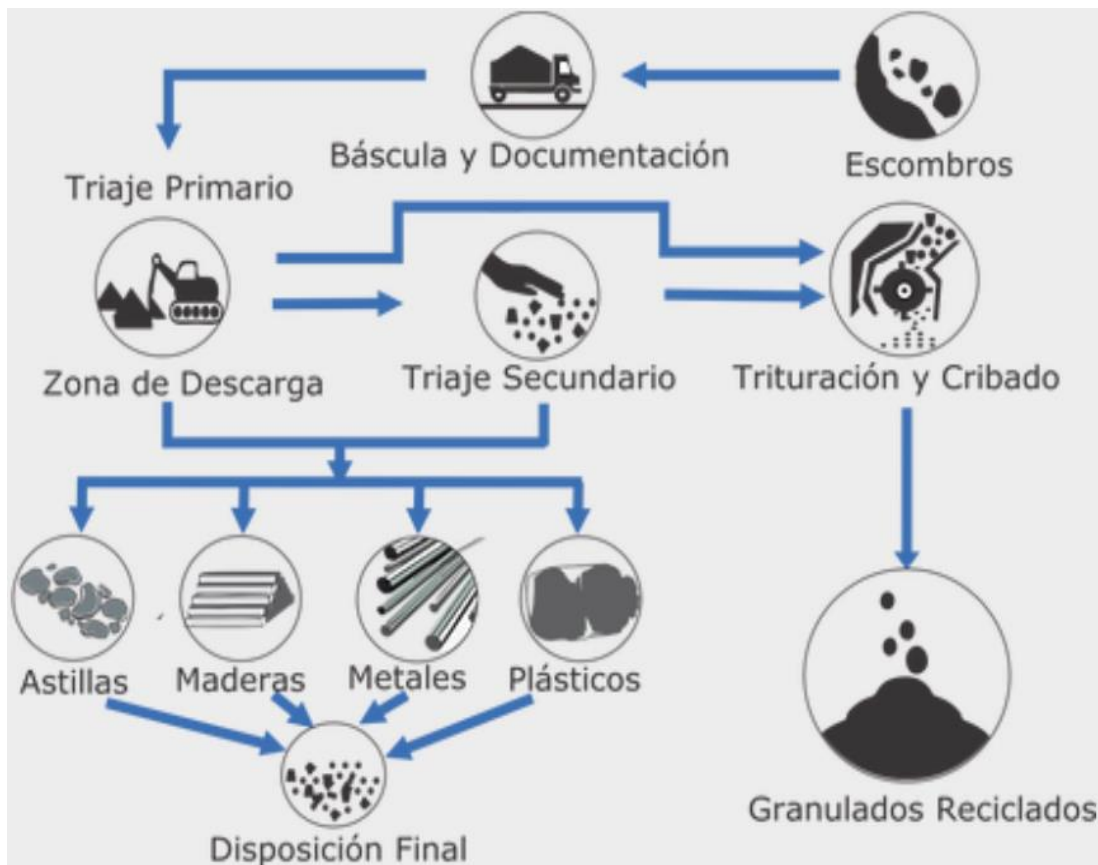 Báscula y Documentación
Escombros
Triaje Primario
Zona de Descarga
Triaje Secundario
Trituración y Cribado
Astillas
Maderas
Metales
Plásticos
Granulados Reciclados
Disposición Final